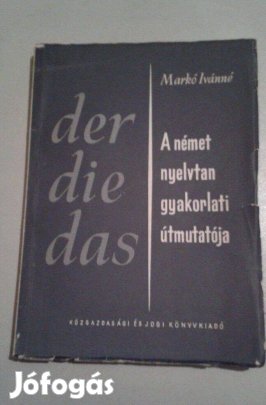 der
die
das
Markó Ivánné
A német
nyelvtan
gyakorlati
útmutatója
KÖZGAZDASÁGI ÉS JOGI KÖNYVKIADÓ
Jófogás